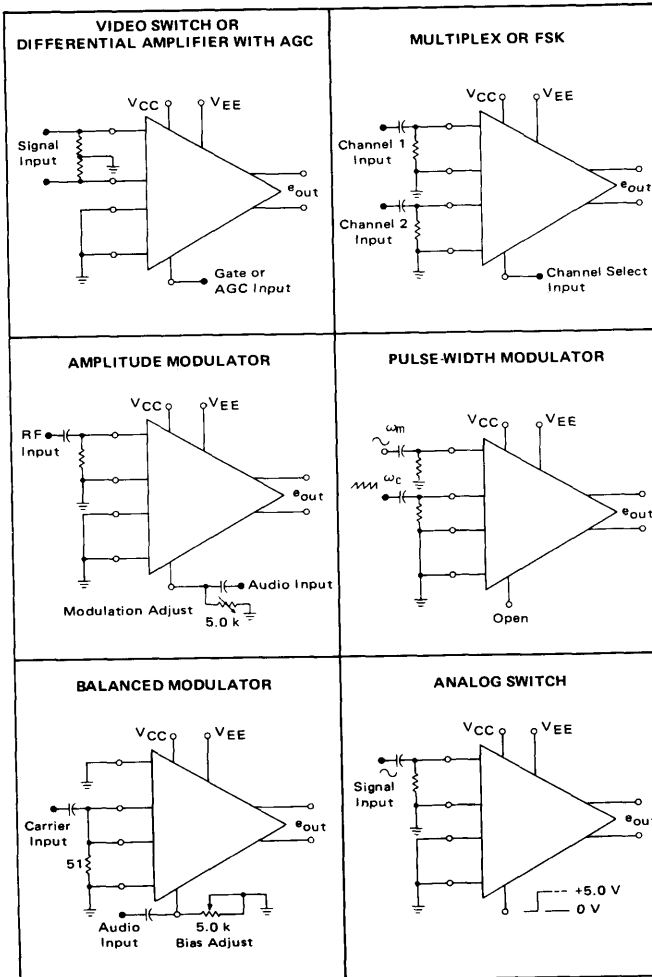 VIDEO SWITCH OR
DIFFERENTIAL AMPLIFIER WITH AGC
VCC
VEE
Signal
Input
eout
Gate or
AGC Input
MULTIPLEX OR FSK
VCC
VEE
Channel 1
Input
Channel 2
Input
eout
Channel Select
Input
AMPLITUDE MODULATOR
VCC
VEE
RF
Input
eout
Audio Input
Modulation Adjust
5.0 k
PULSE-WIDTH MODULATOR
VCC
VEE
ωm
ωc
eout
Open
BALANCED MODULATOR
VCC
VEE
Carrier
Input
eout
51
Audio
Input
5.0 k
Bias Adjust
ANALOG SWITCH
VCC
VEE
Signal
Input
eout
+5.0 V
0 V